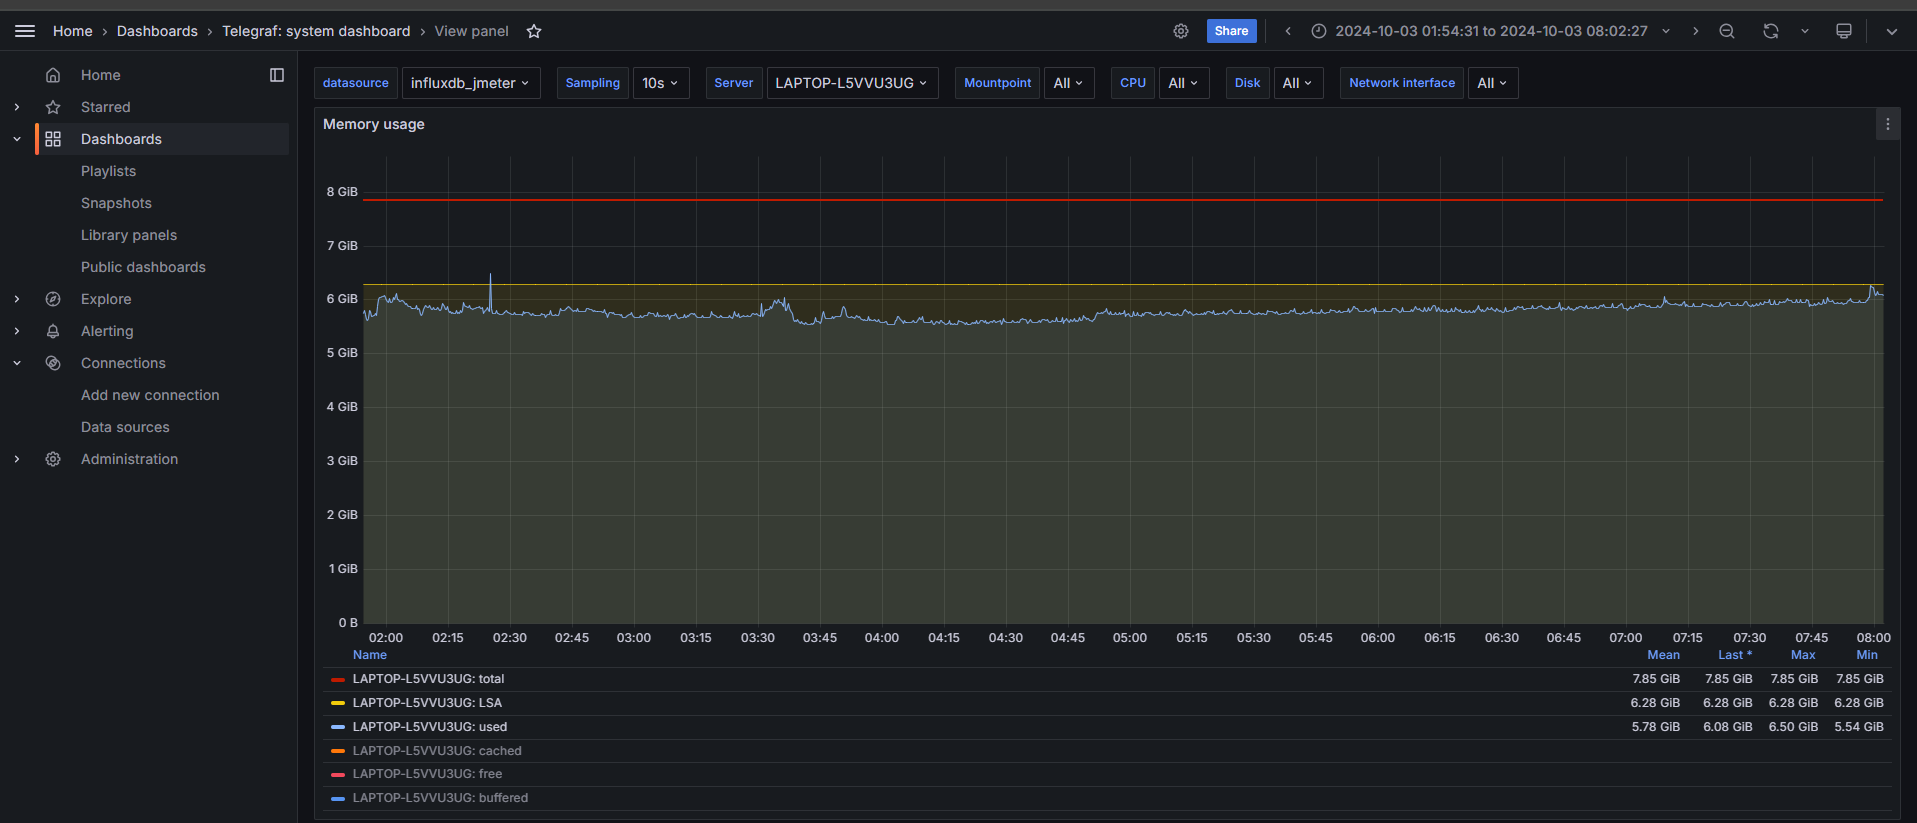 Home › Dashboards › Telegraf: system dashboard › View panel
Share
2024-10-03 01:54:31 to 2024-10-03 08:02:27
Home
Starred
Dashboards
Playlists
Snapshots
Library panels
Public dashboards
Explore
Alerting
Connections
Add new connection
Data sources
Administration
datasource influxdb_jmeter Sampling 10s Server LAPTOP-L5VVU3UG Mountpoint All CPU All Disk All Network interface All
Memory usage
8 GiB
7 GiB
6 GiB
5 GiB
4 GiB
3 GiB
2 GiB
1 GiB
0 B
02:00 02:15 02:30 02:45 03:00 03:15 03:30 03:45 04:00 04:15 04:30 04:45 05:00 05:15 05:30 05:45 06:00 06:15 06:30 06:45 07:00 07:15 07:30 07:45 08:00
Name Mean Last * Max Min
LAPTOP-L5VVU3UG: total 7.85 GiB 7.85 GiB 7.85 GiB 7.85 GiB
LAPTOP-L5VVU3UG: LSA 6.28 GiB 6.28 GiB 6.28 GiB 6.28 GiB
LAPTOP-L5VVU3UG: used 5.78 GiB 6.08 GiB 6.50 GiB 5.54 GiB
LAPTOP-L5VVU3UG: cached
LAPTOP-L5VVU3UG: free
LAPTOP-L5VVU3UG: buffered